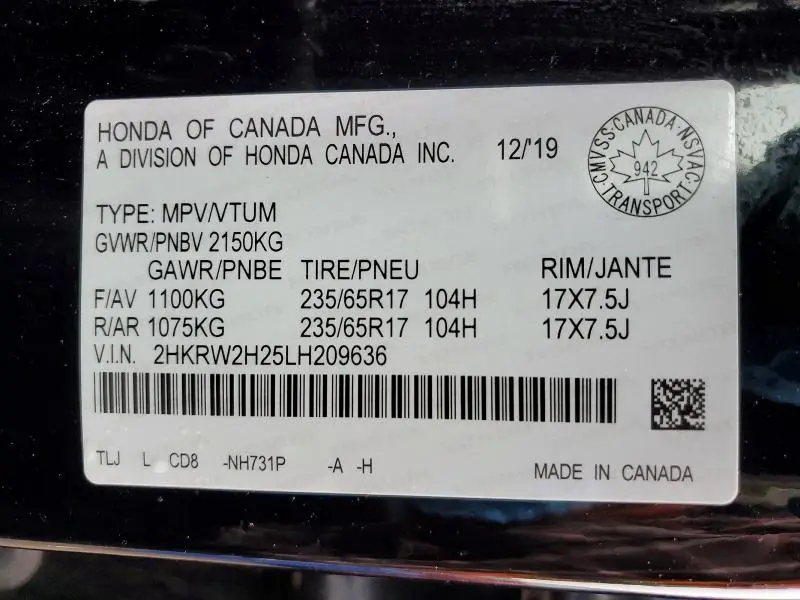 HONDA OF CANADA MFG.,
A DIVISION OF HONDA CANADA INC. 12/'19
CMVSS·CANADA·NSVAC
942
·TRANSPORT·
TYPE: MPV/VTUM
GVWR/PNBV 2150KG
GAWR/PNBE TIRE/PNEU RIM/JANTE
F/AV 1100KG 235/65R17 104H 17X7.5J
R/AR 1075KG 235/65R17 104H 17X7.5J
V.I.N. 2HKRW2H25LH209636
TLJ L CD8 -NH731P -A -H MADE IN CANADA